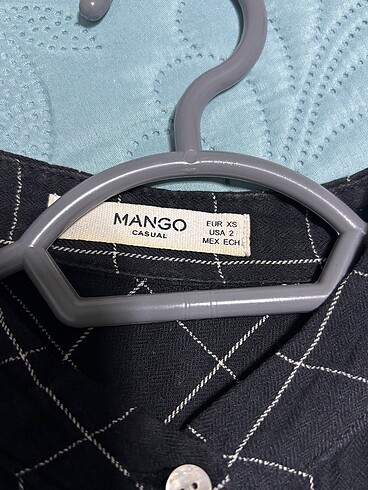 MANGO
CASUAL
EUR XS
USA 2
MEX ECH